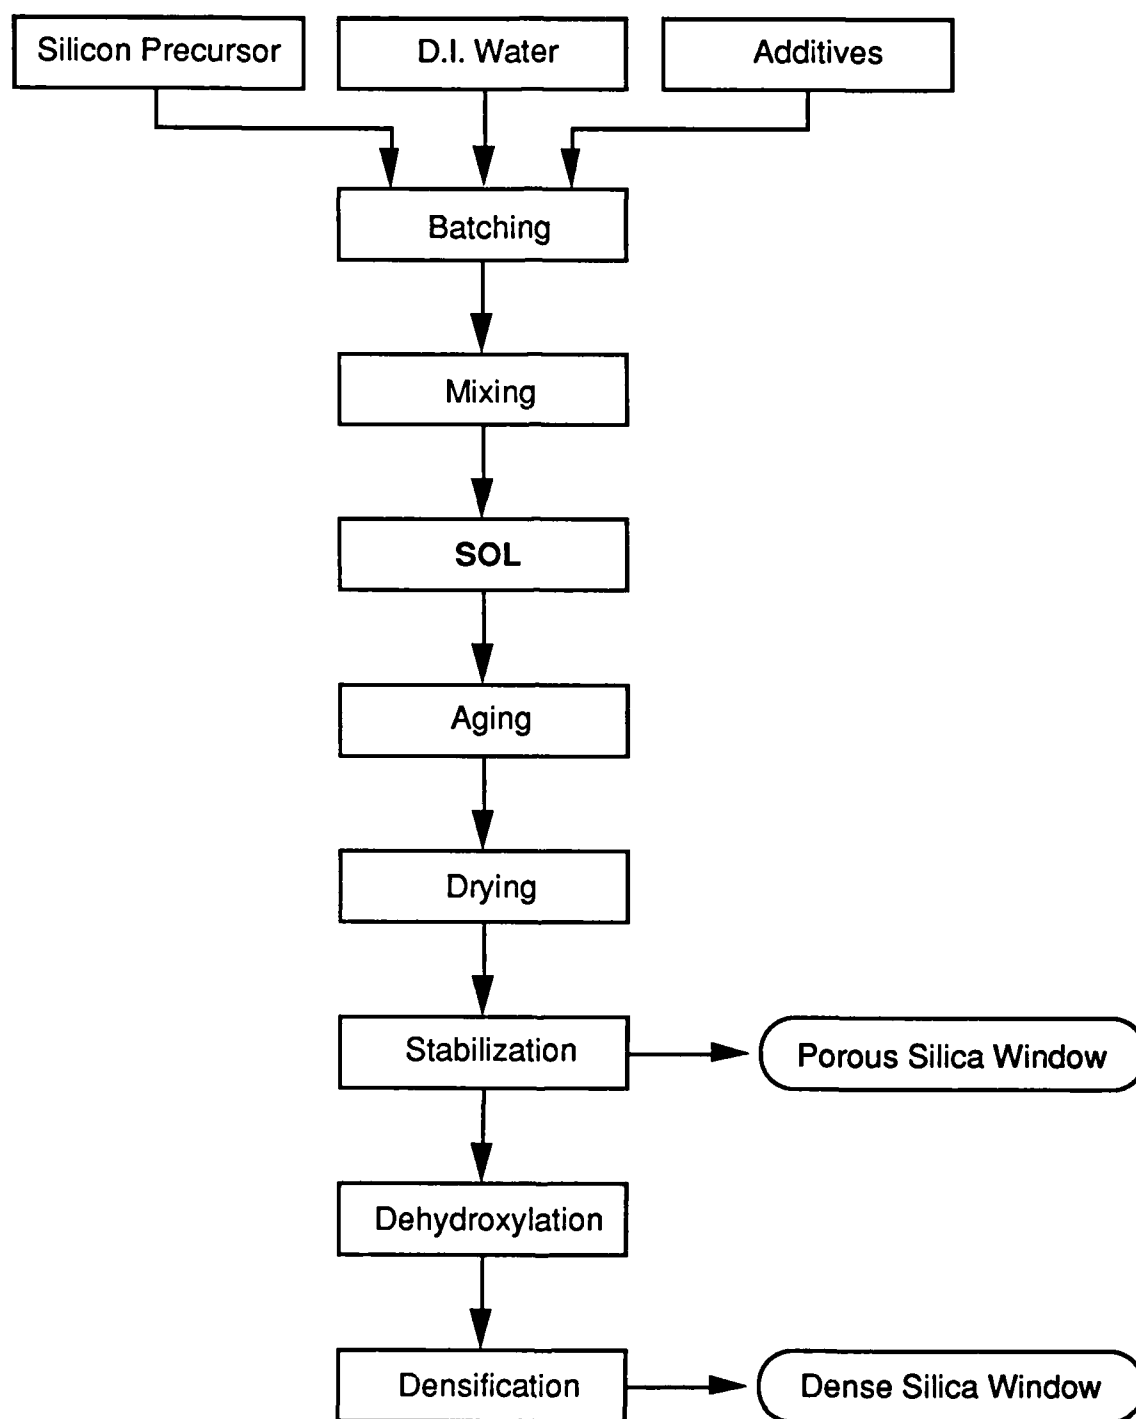 Silicon Precursor
D.I. Water
Additives
Batching
Mixing
SOL
Aging
Drying
Stabilization
Porous Silica Window
Dehydroxylation
Densification
Dense Silica Window